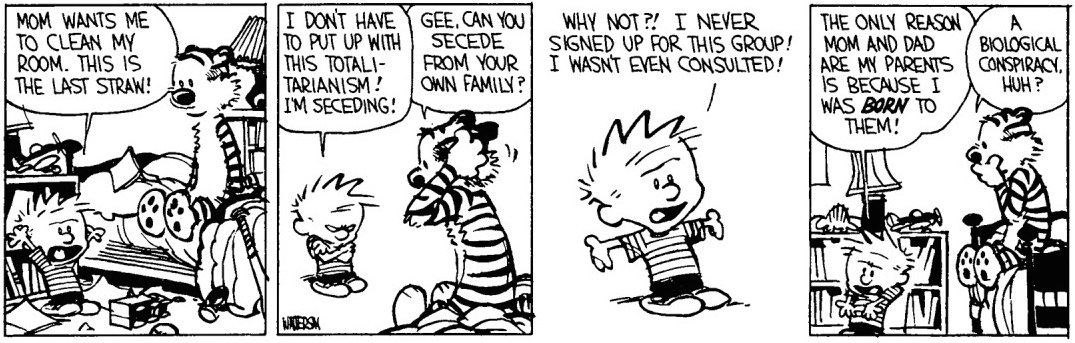 MOM WANTS ME
TO CLEAN MY
ROOM. THIS IS
THE LAST STRAW!
I DON'T HAVE
TO PUT UP WITH
THIS TOTALI-
TARIANISM!
I'M SECEDING!
GEE, CAN YOU
SECEDE
FROM YOUR
OWN FAMILY?
WATTERSON
WHY NOT?! I NEVER
SIGNED UP FOR THIS GROUP!
I WASN'T EVEN CONSULTED!
THE ONLY REASON
MOM AND DAD
ARE MY PARENTS
IS BECAUSE I
WAS BORN TO
THEM!
A
BIOLOGICAL
CONSPIRACY,
HUH?